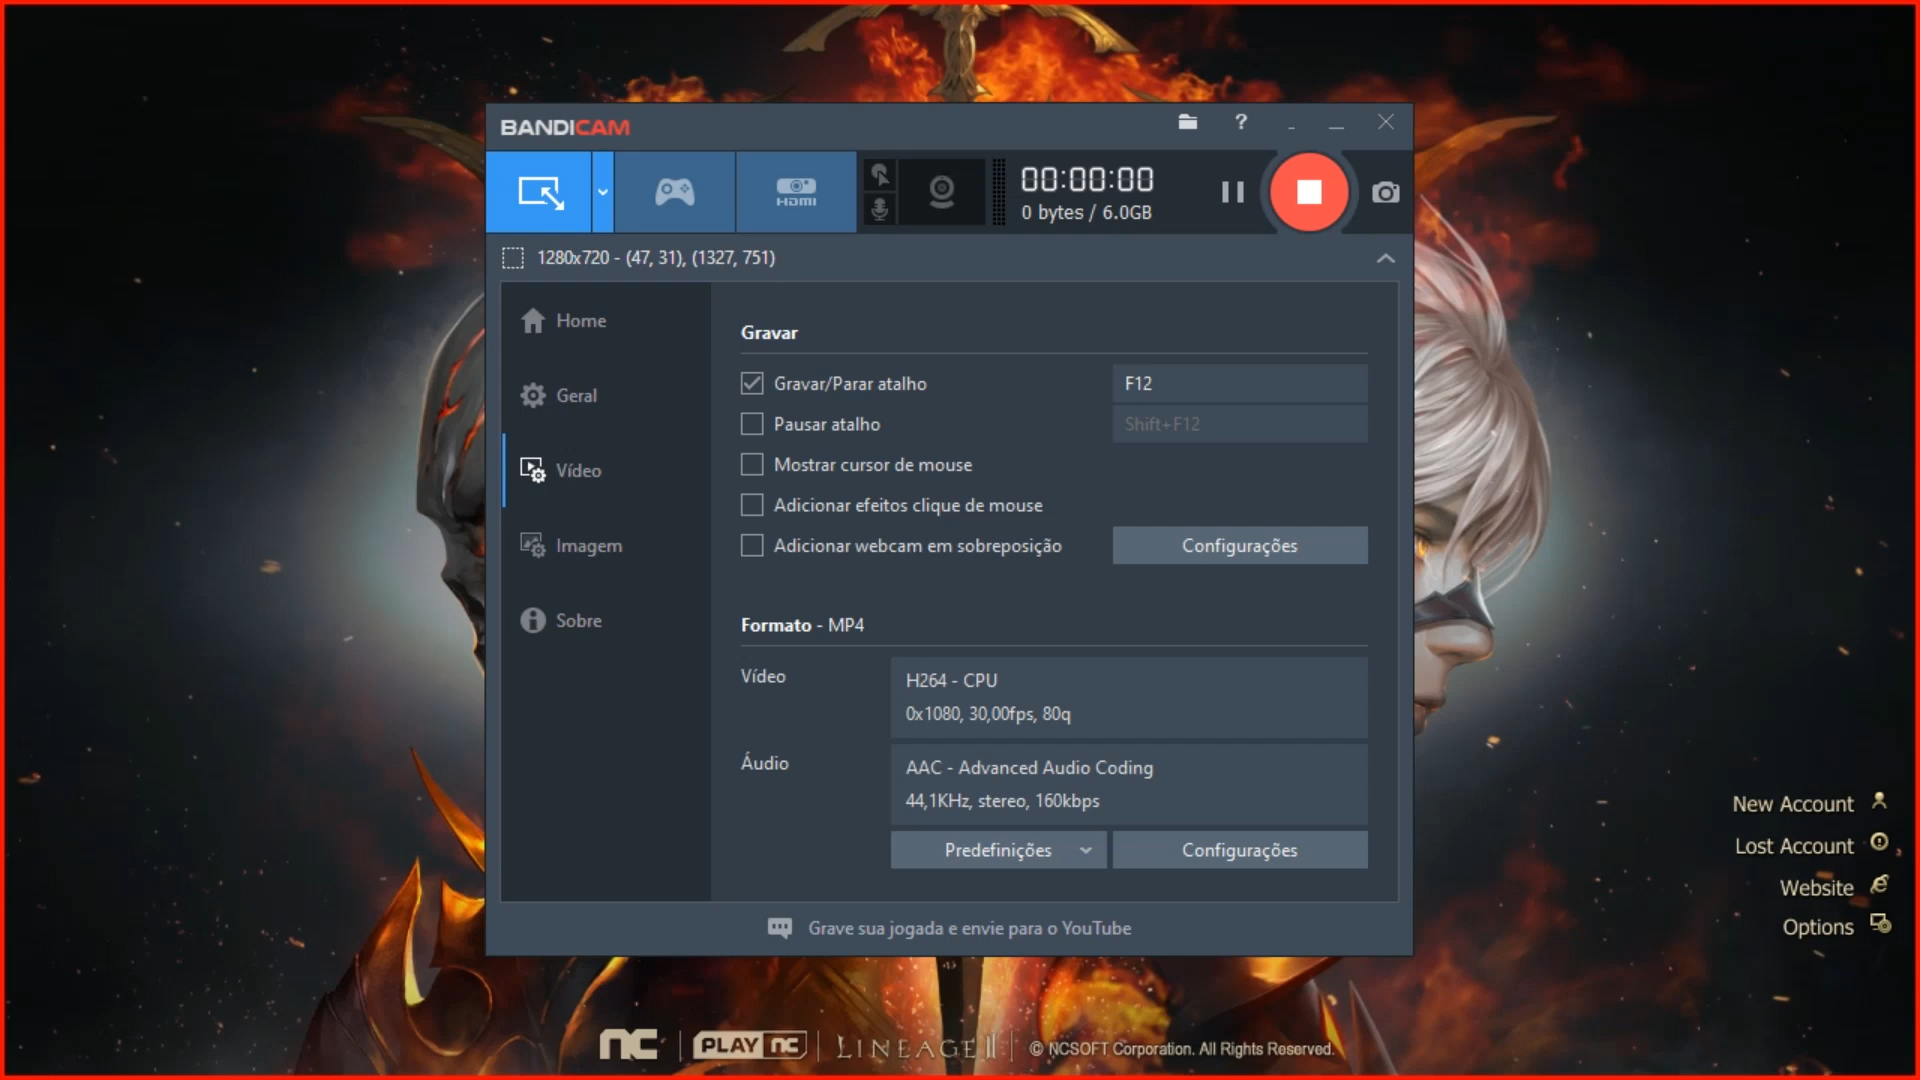 BANDICAM
?
HDMI
00:00:00
0 bytes / 6.0GB
1280x720 - (47, 31), (1327, 751)
Home
Geral
Vídeo
Imagem
Sobre
Gravar
Gravar/Parar atalho
F12
Pausar atalho
Shift+F12
Mostrar cursor de mouse
Adicionar efeitos clique de mouse
Adicionar webcam em sobreposição
Configurações
Formato - MP4
Vídeo
H264 - CPU
0x1080, 30,00fps, 80q
Áudio
AAC - Advanced Audio Coding
44,1KHz, stereo, 160kbps
Predefinições
Configurações
Grave sua jogada e envie para o YouTube
New Account
Lost Account
Website
Options
nc PLAY nc LINEAGE II © NCSOFT Corporation. All Rights Reserved.